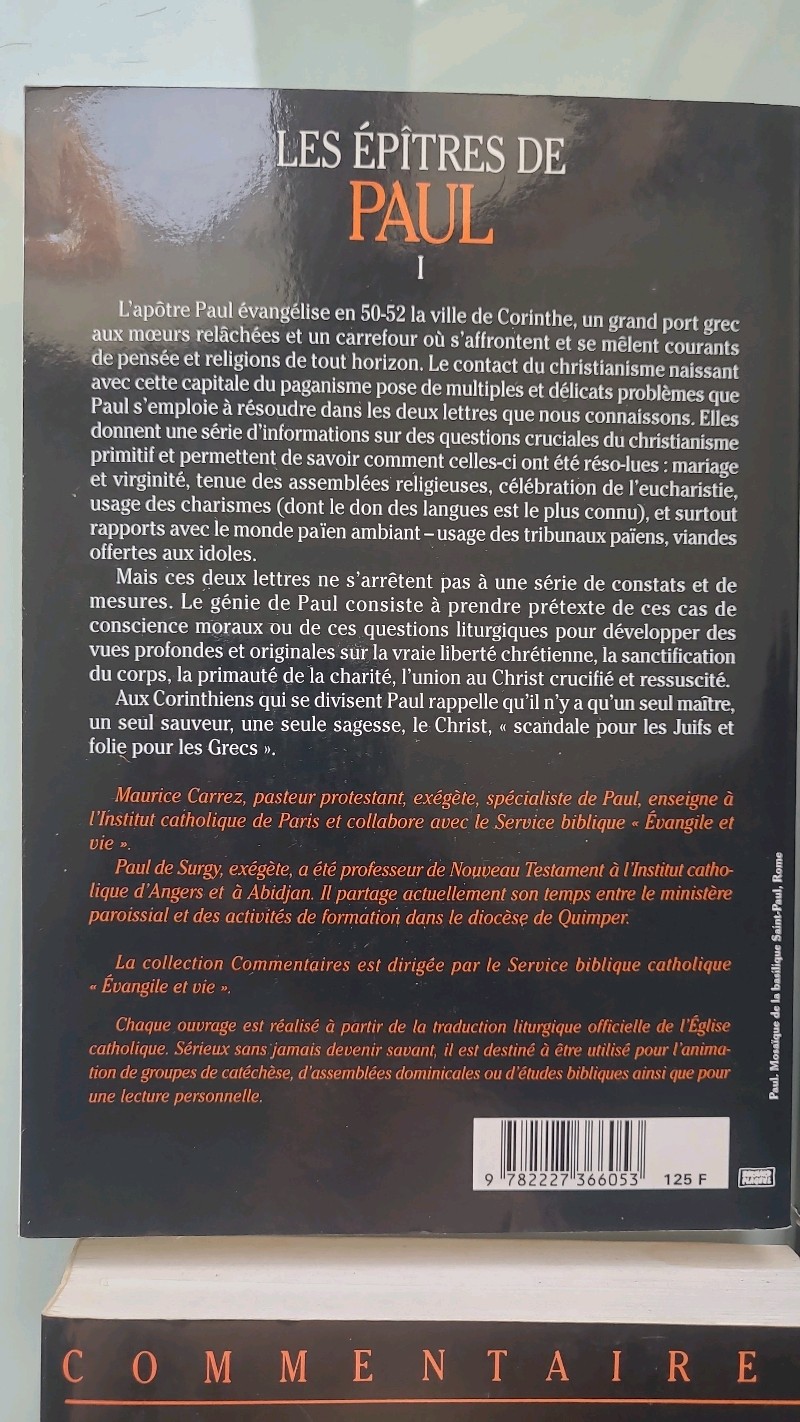 LES ÉPÎTRES DE
PAUL
I
L'apôtre Paul évangélise en 50-52 la ville de Corinthe, un grand port grec
aux mœurs relâchées et un carrefour où s'affrontent et se mêlent courants
de pensée et religions de tout horizon. Le contact du christianisme naissant
avec cette capitale du paganisme pose de multiples et délicats problèmes que
Paul s'emploie à résoudre dans les deux lettres que nous connaissons. Elles
donnent une série d'informations sur des questions cruciales du christianisme
primitif et permettent de savoir comment celles-ci ont été réso-lues : mariage
et virginité, tenue des assemblées religieuses, célébration de l'eucharistie,
usage des charismes (dont le don des langues est le plus connu), et surtout
rapports avec le monde païen ambiant – usage des tribunaux païens, viandes
offertes aux idoles.
Mais ces deux lettres ne s'arrêtent pas à une série de constats et de
mesures. Le génie de Paul consiste à prendre prétexte de ces cas de
conscience moraux ou de ces questions liturgiques pour développer des
vues profondes et originales sur la vraie liberté chrétienne, la sanctification
du corps, la primauté de la charité, l'union au Christ crucifié et ressuscité.
Aux Corinthiens qui se divisent Paul rappelle qu'il n'y a qu'un seul maître,
un seul sauveur, une seule sagesse, le Christ, « scandale pour les Juifs et
folie pour les Grecs ».
Maurice Carrez, pasteur protestant, exégète, spécialiste de Paul, enseigne à
l'Institut catholique de Paris et collabore avec le Service biblique « Évangile et
vie ».
Paul de Surgy, exégète, a été professeur de Nouveau Testament à l'Institut catho-
lique d'Angers et à Abidjan. Il partage actuellement son temps entre le ministère
paroissial et des activités de formation dans le diocèse de Quimper.
La collection Commentaires est dirigée par le Service biblique catholique
« Évangile et vie ».
Chaque ouvrage est réalisé à partir de la traduction liturgique officielle de l'Église
catholique. Sérieux sans jamais devenir savant, il est destiné à être utilisé pour l'anima-
tion de groupes de catéchèse, d'assemblées dominicales ou d'études bibliques ainsi que pour
une lecture personnelle.
Paul. Mosaïque de la basilique Saint-Paul, Rome
9 782227 366053 125 F
COMMENTAIRE